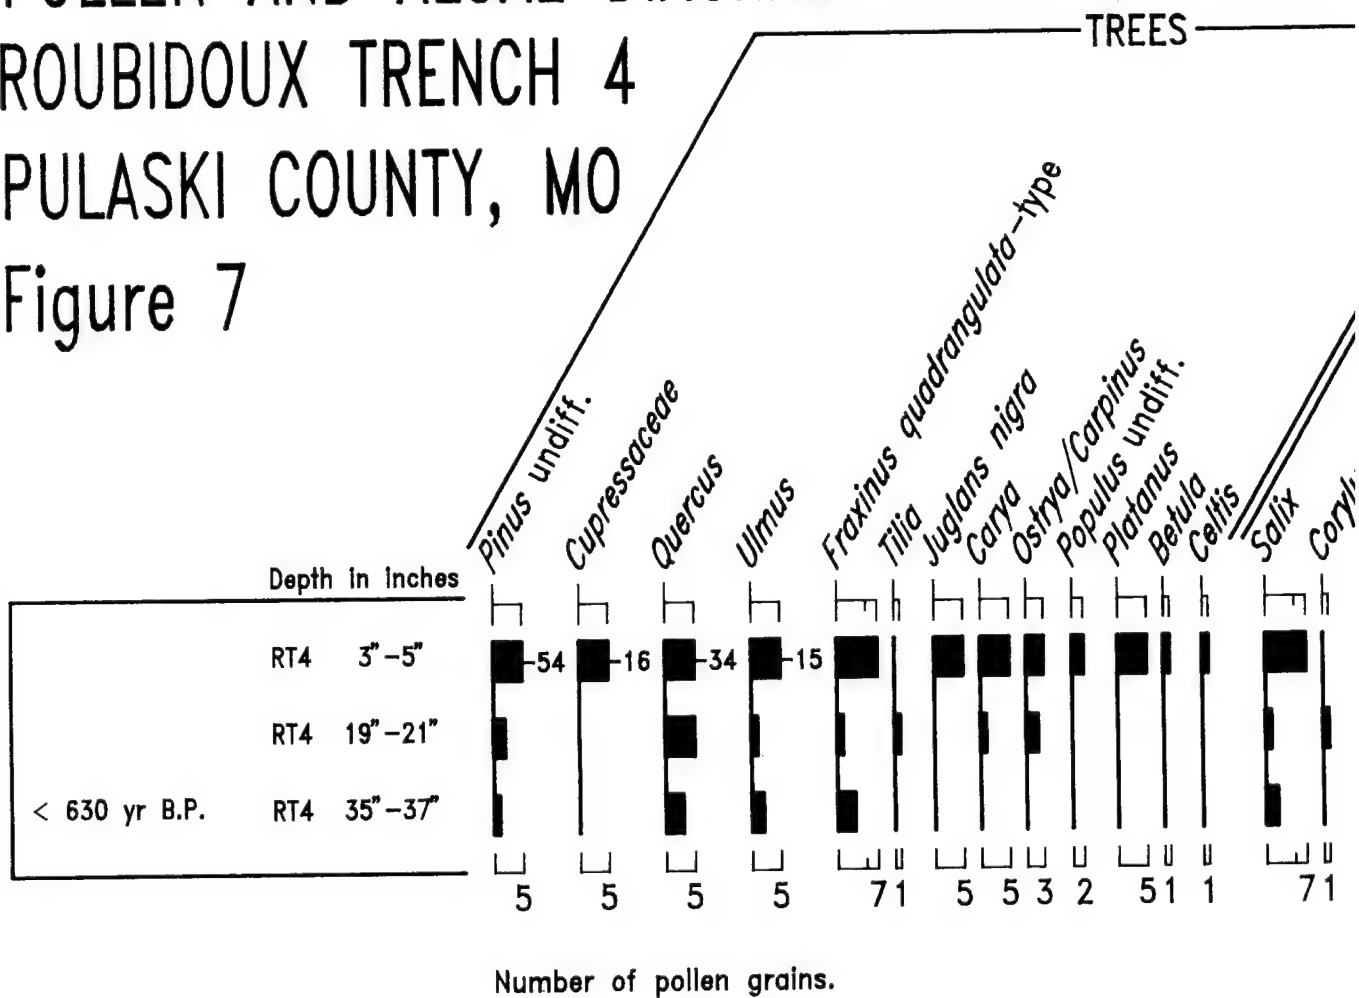 ROUBIDOUX TRENCH 4
PULASKI COUNTY, MO
Figure 7
TREES
Pinus undiff.
Cupressaceae
Quercus
Ulmus
Fraxinus quadrangulata-type
Tilia
Juglans nigra
Carya
Ostrya/Carpinus
Populus undiff.
Platanus
Betula
Celtis
Salix
Depth in inches
RT4 3"-5" 54 16 34 15
RT4 19"-21"
< 630 yr B.P. RT4 35"-37"
5 5 5 5 7 1 5 5 3 2 5 1 1 7 1
Number of pollen grains.